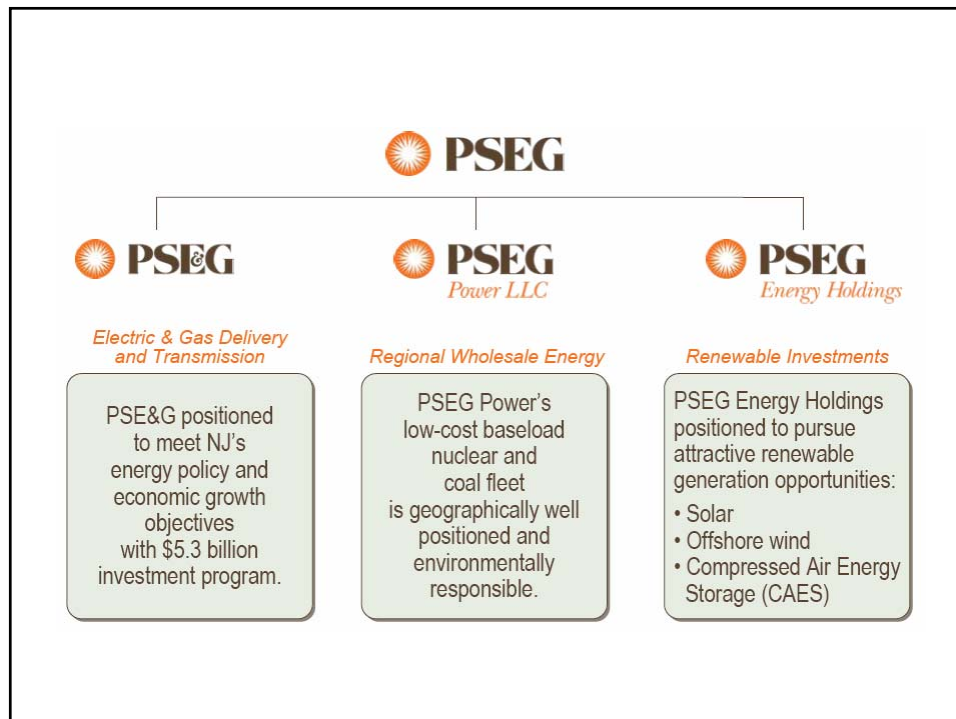 PSEG
PSE&G
PSEG
Power LLC
PSEG
Energy Holdings
Electric & Gas Delivery
and Transmission
Regional Wholesale Energy
Renewable Investments
PSE&G positioned
to meet NJ's
energy policy and
economic growth
objectives
with $5.3 billion
investment program.
PSEG Power's
low-cost baseload
nuclear and
coal fleet
is geographically well
positioned and
environmentally
responsible.
PSEG Energy Holdings
positioned to pursue
attractive renewable
generation opportunities:
• Solar
• Offshore wind
• Compressed Air Energy
Storage (CAES)